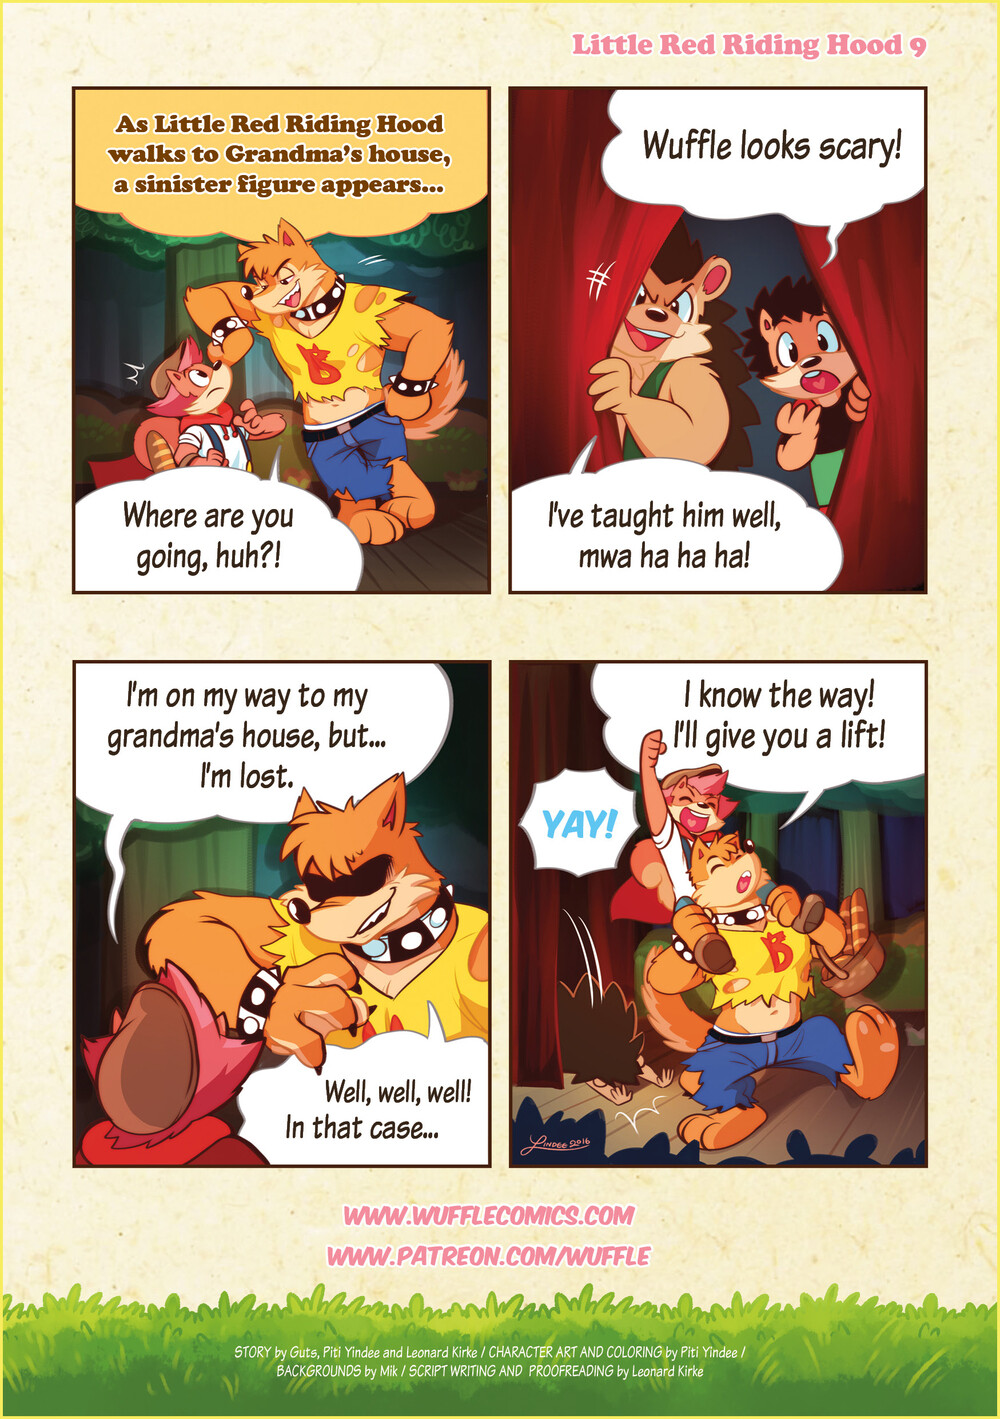 Little Red Riding Hood 9
As Little Red Riding Hood
walks to Grandma's house,
a sinister figure appears...
B
Where are you
going, huh?!
Wuffle looks scary!
I've taught him well,
mwa ha ha ha!
I'm on my way to my
grandma's house, but...
I'm lost.
Well, well, well!
In that case...
I know the way!
I'll give you a lift!
YAY!
B
YINDEE 2016
WWW.WUFFLECOMICS.COM
WWW.PATREON.COM/WUFFLE
STORY by Guts, Piti Yindee and Leonard Kirke / CHARACTER ART AND COLORING by Piti Yindee /
BACKGROUNDS by Mik / SCRIPT WRITING AND PROOFREADING by Leonard Kirke